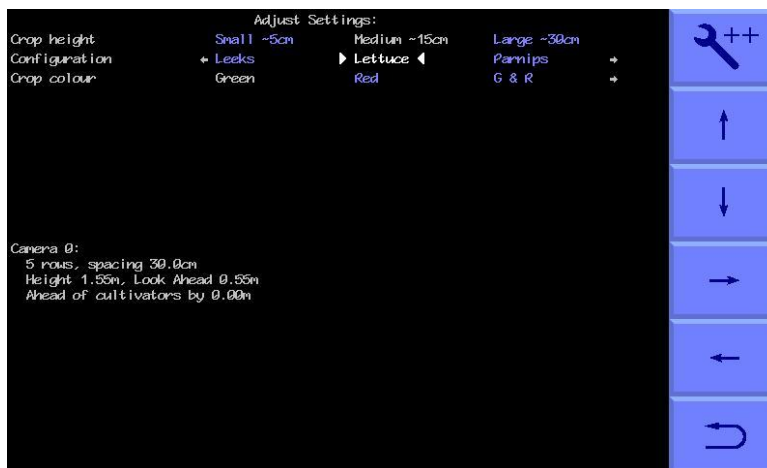 Adjust Settings:
Crop height Small ~5cm Medium ~15cm Large ~30cm
Configuration Leeks Lettuce Parnips
Crop colour Green Red G & R
Camera 0:
5 rows, spacing 30.0cm
Height 1.55m, Look Ahead 0.55m
Ahead of cultivators by 0.00m
++